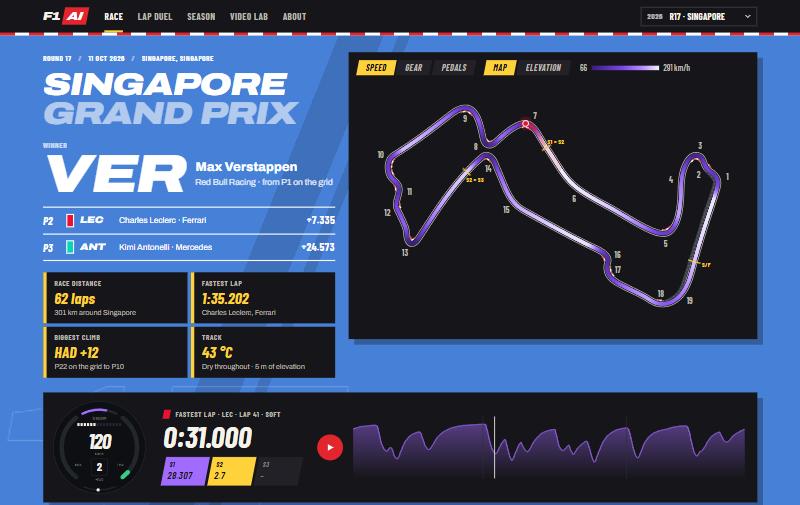 F1 AI
RACE LAP DUEL SEASON VIDEO LAB ABOUT
2026 R17 · SINGAPORE
ROUND 17 / 11 OCT 2026 / SINGAPORE, SINGAPORE
SINGAPORE
GRAND PRIX
WINNER
VER
Max Verstappen
Red Bull Racing · from P1 on the grid
P2 LEC Charles Leclerc · Ferrari +7.335
P3 ANT Kimi Antonelli · Mercedes +24.573
RACE DISTANCE
62 laps
301 km around Singapore
FASTEST LAP
1:35.202
Charles Leclerc, Ferrari
BIGGEST CLIMB
HAD +12
P22 on the grid to P10
TRACK
43 °C
Dry throughout · 5 m of elevation
SPEED GEAR PEDALS MAP ELEVATION 66 291 km/h
1
2
3
4
5
6
7
8
9
10
11
12
13
14
15
16
17
18
19
S1 = S2
S2 = S3
S/F
120
2
FASTEST LAP · LEC · LAP 41 · SOFT
0:31.000
S1
28.307
S2
2.7
S3
–